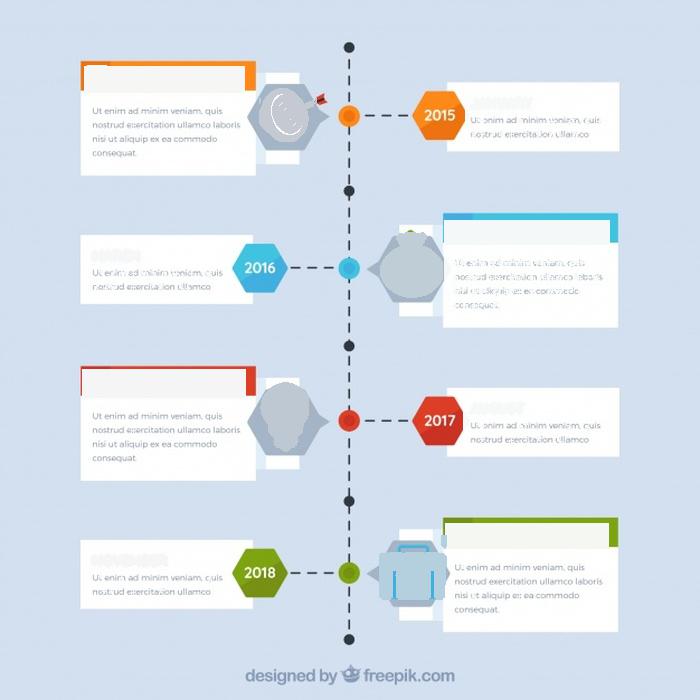 Ut enim ad minim veniam, quis
nostrud exercitation ullamco laboris
nisi ut aliquip ex ea commodo
consequat.
2015
Ut enim ad minim veniam, quis
nostrud exercitation ullamco
Ut enim ad minim veniam, quis
nostrud exercitation ullamco
2016
Ut enim ad minim veniam, quis
nostrud exercitation ullamco laboris
nisi ut aliquip ex ea commodo
consequat.
Ut enim ad minim veniam, quis
nostrud exercitation ullamco laboris
nisi ut aliquip ex ea commodo
consequat.
2017
Ut enim ad minim veniam, quis
nostrud exercitation ullamco
Ut enim ad minim veniam, quis
nostrud exercitation ullamco
2018
Ut enim ad minim veniam, quis
nostrud exercitation ullamco laboris
nisi ut aliquip ex ea commodo
consequat.
designed by freepik.com